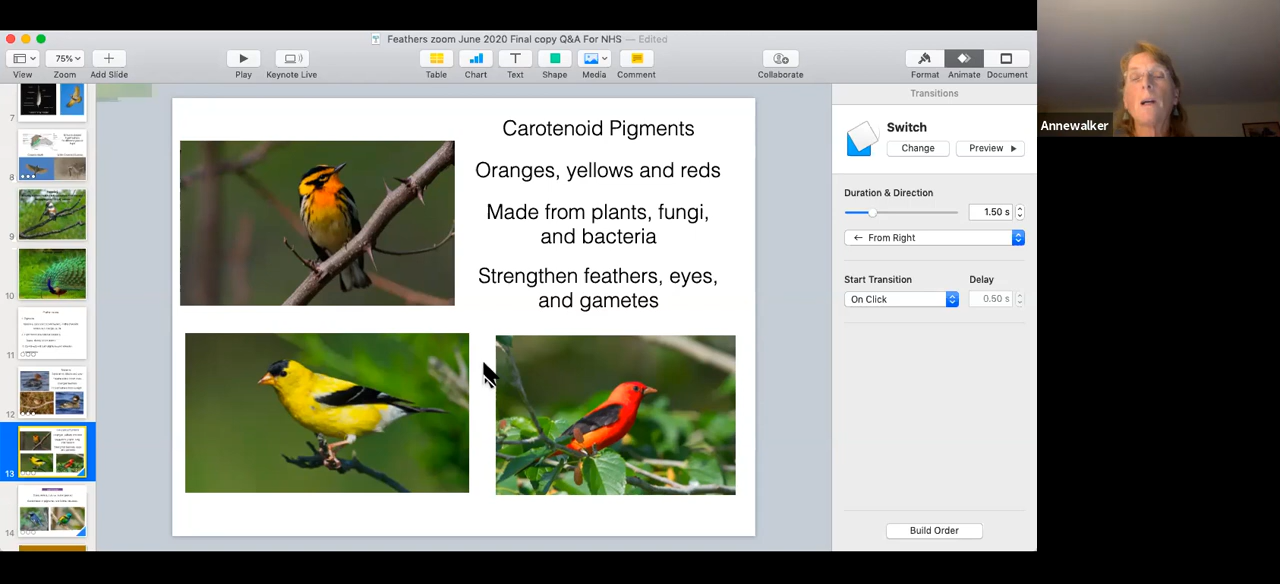 Feathers zoom June 2020 Final copy Q&A For NHS — Edited
75%
View
Zoom
Add Slide
Play
Keynote Live
Table
Chart
Text
Shape
Media
Comment
Collaborate
Format
Animate
Document
7
8
9
10
11
12
13
14
Carotenoid Pigments
Oranges, yellows and reds
Made from plants, fungi,
and bacteria
Strengthen feathers, eyes,
and gametes
Transitions
Switch
Change
Preview
Duration & Direction
1.50 s
From Right
Start Transition
Delay
On Click
0.50 s
Build Order
Annewalker